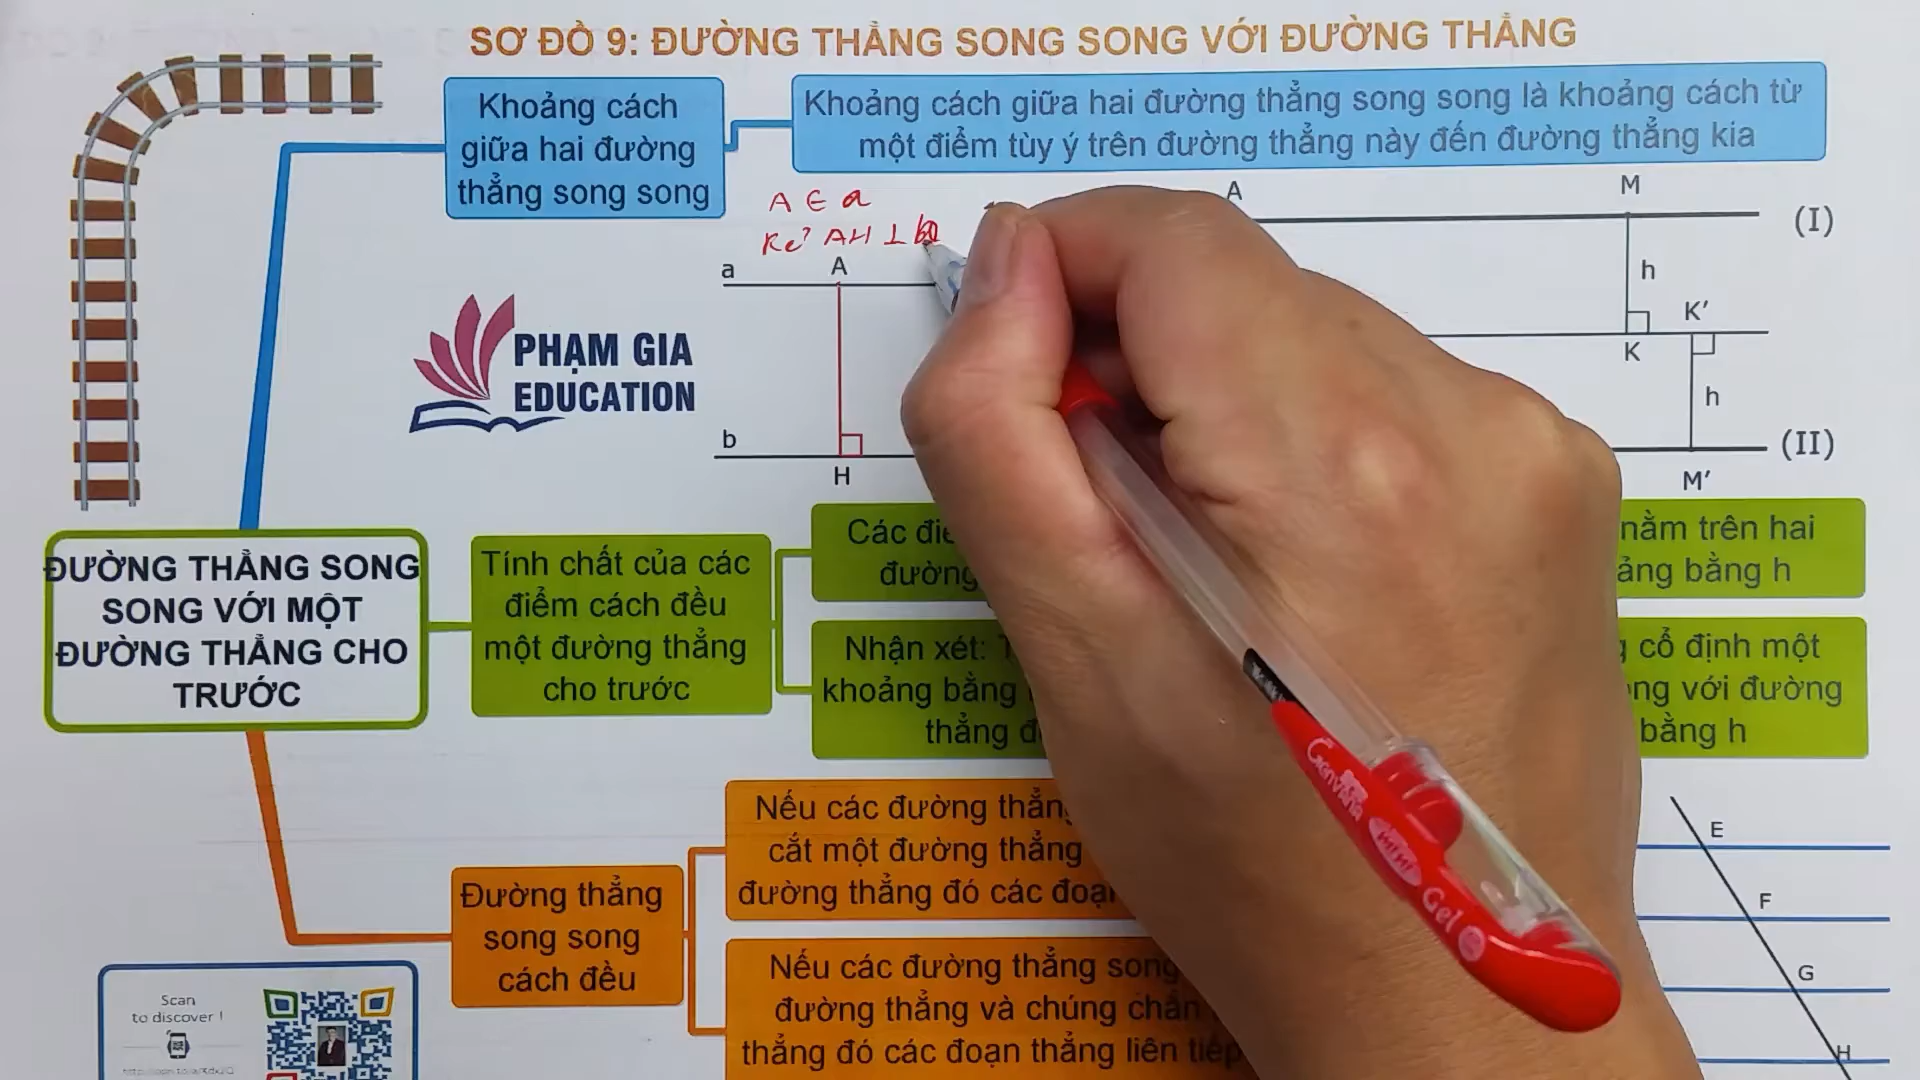 SƠ ĐỒ 9: ĐƯỜNG THẲNG SONG SONG VỚI ĐƯỜNG THẲNG
Khoảng cách
giữa hai đường
thẳng song song
Khoảng cách giữa hai đường thẳng song song là khoảng cách từ
một điểm tùy ý trên đường thẳng này đến đường thẳng kia
A ∈ a
Kẻ AH ⊥
a
A
b
H
A
M
(I)
h
K'
K
h
(II)
M'
PHẠM GIA
EDUCATION
ĐƯỜNG THẲNG SONG
SONG VỚI MỘT
ĐƯỜNG THẲNG CHO
TRƯỚC
Tính chất của các
điểm cách đều
một đường thẳng
cho trước
Các
đường
nằm trên hai
bằng h
Nhận xét:
khoảng bằng
thẳng
cố định một
với đường
bằng h
Đường thẳng
song song
cách đều
Nếu các đường thẳng
cắt một đường thẳng
đường thẳng đó các
Nếu các đường thẳng song
đường thẳng và chúng chắn
thẳng đó các đoạn thẳng liên tiếp
E
F
G
H
Scan
to discover !
Genvana
mini
Gel